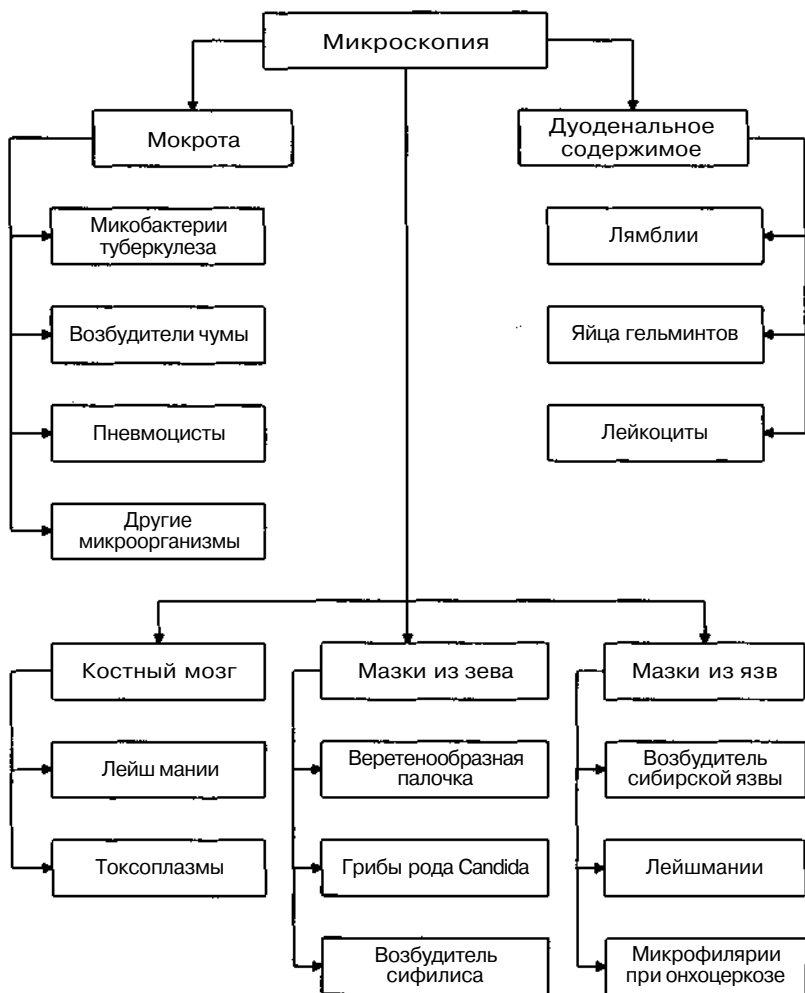 Микроскопия
Мокрота
Дуоденальное
содержимое
Микобактерии
туберкулеза
Лямблии
Возбудители чумы
Яйца гельминтов
Пневмоцисты
Лейкоциты
Другие
микроорганизмы
Костный мозг
Мазки из зева
Мазки из язв
Лейш мании
Веретенообразная
палочка
Возбудитель
сибирской язвы
Токсоплазмы
Грибы рода Candida
Лейшмании
Возбудитель
сифилиса
Микрофилярии
при онхоцеркозе